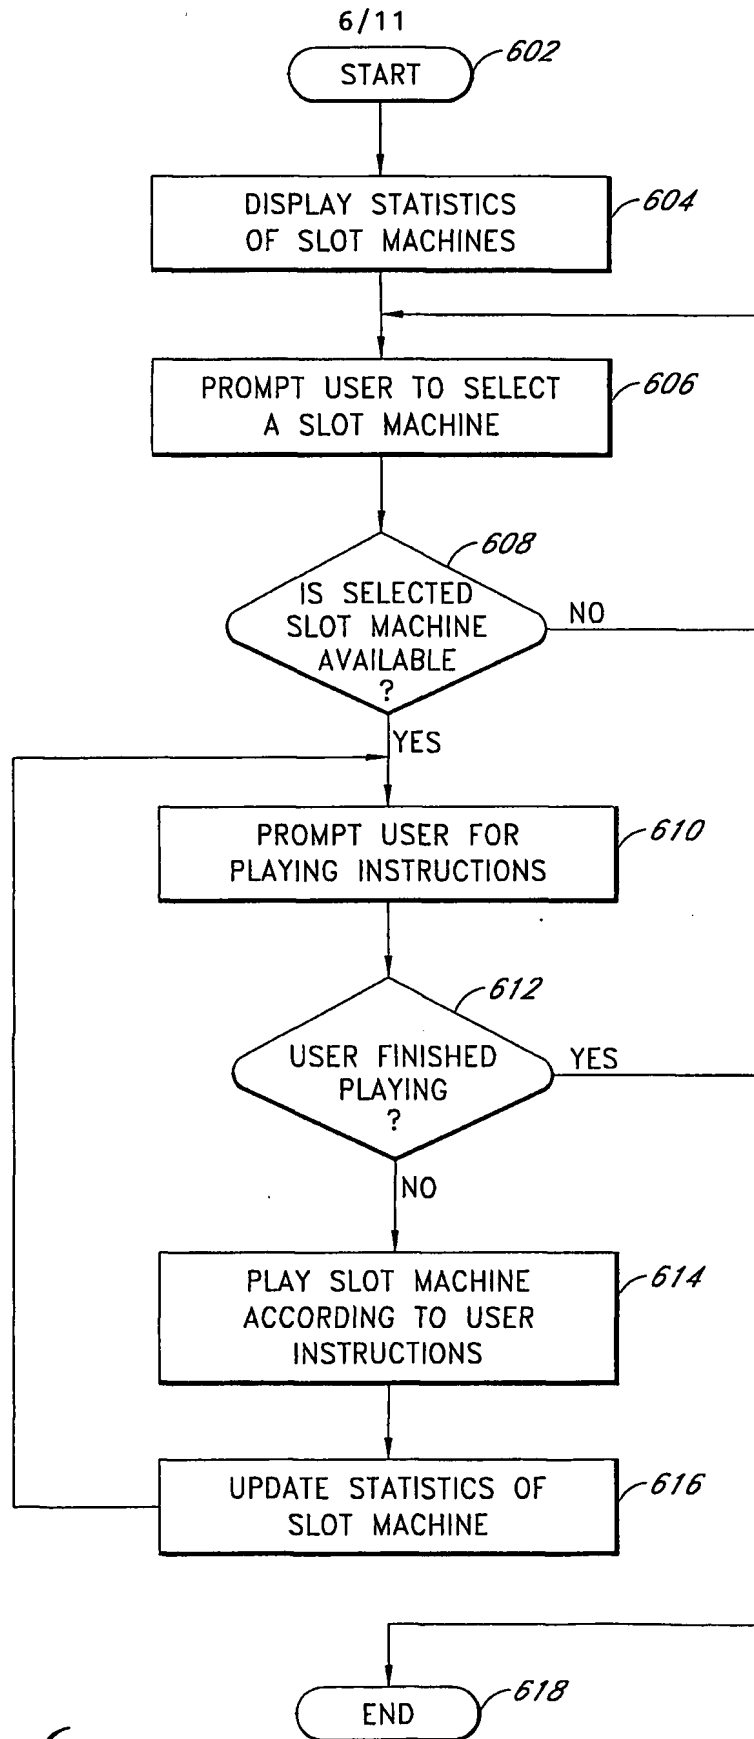 6/11
START
602
DISPLAY STATISTICS
OF SLOT MACHINES
604
PROMPT USER TO SELECT
A SLOT MACHINE
606
608
IS SELECTED
SLOT MACHINE
AVAILABLE
?
NO
YES
PROMPT USER FOR
PLAYING INSTRUCTIONS
610
612
USER FINISHED
PLAYING
?
YES
NO
PLAY SLOT MACHINE
ACCORDING TO USER
INSTRUCTIONS
614
UPDATE STATISTICS OF
SLOT MACHINE
616
END
618